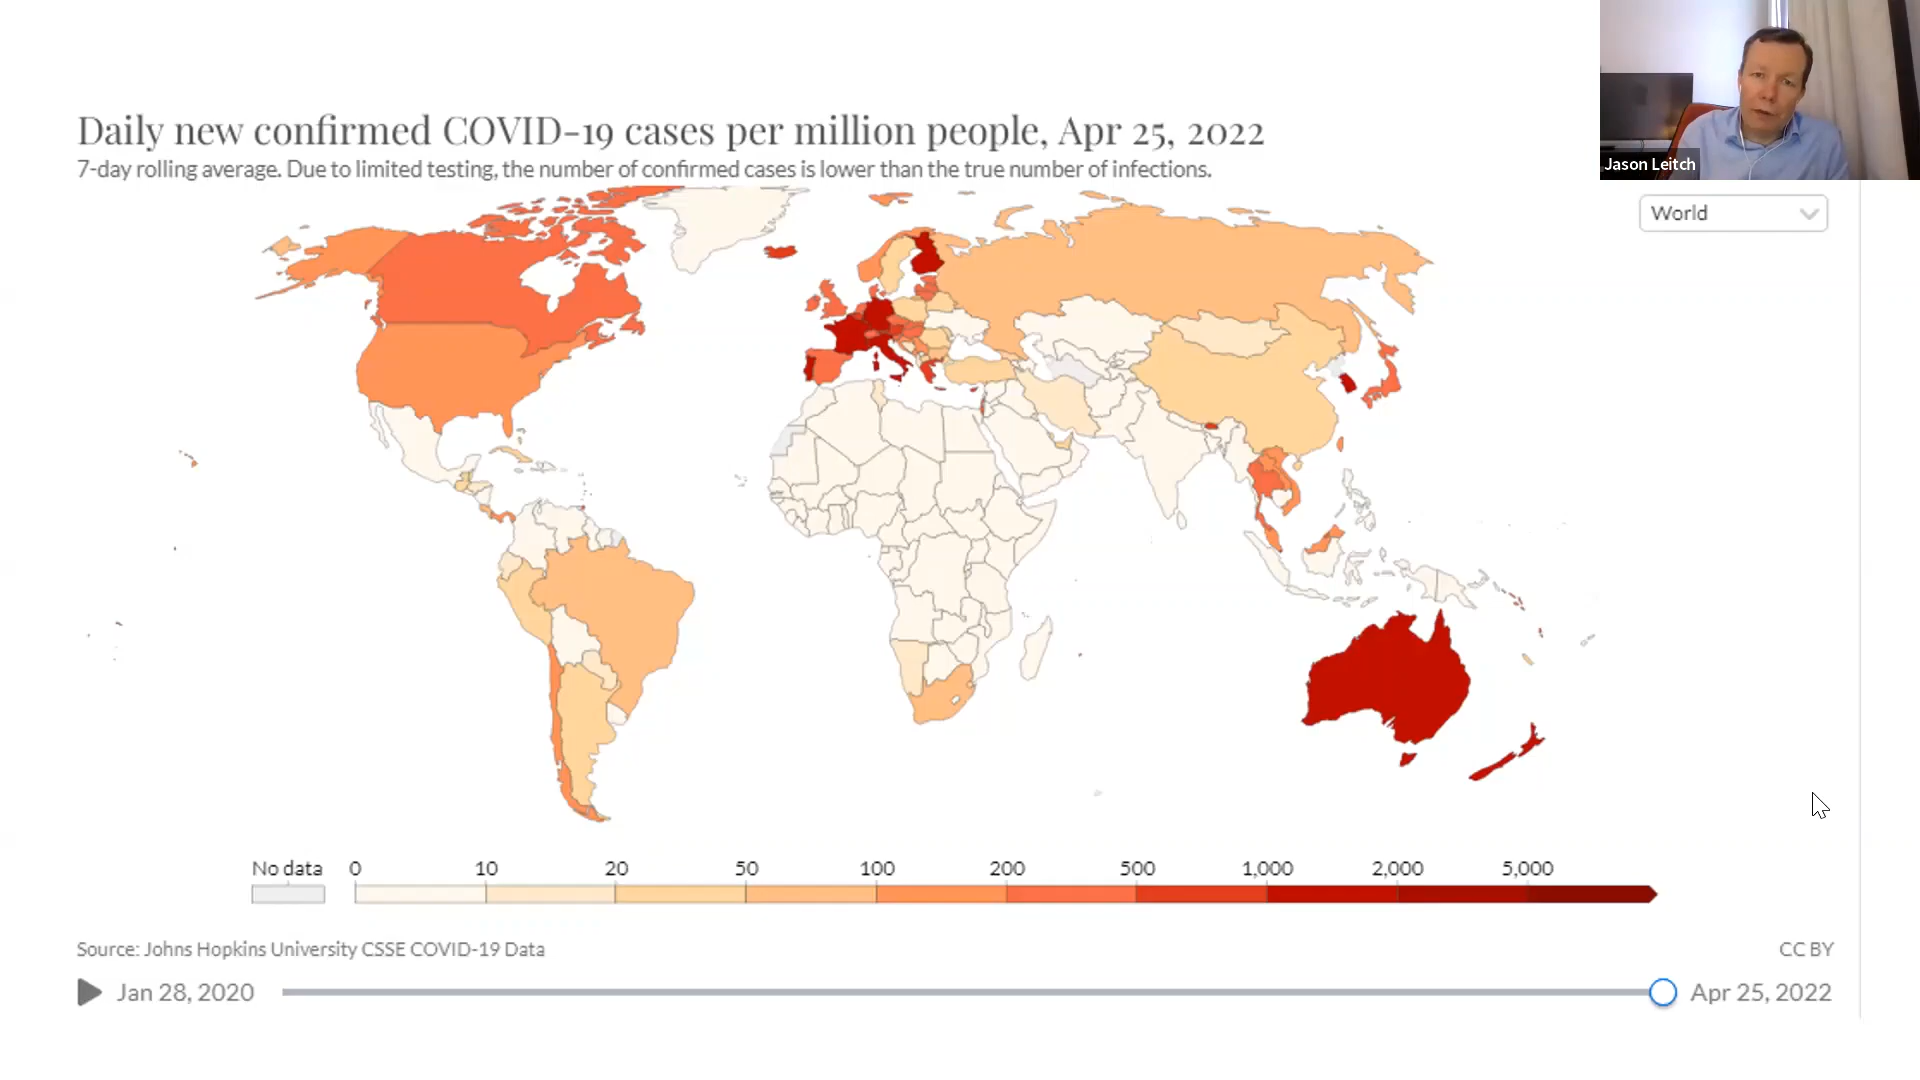 Daily new confirmed COVID-19 cases per million people, Apr 25, 2022
7-day rolling average. Due to limited testing, the number of confirmed cases is lower than the true number of infections.
Jason Leitch
World
No data 0 10 20 50 100 200 500 1,000 2,000 5,000
Source: Johns Hopkins University CSSE COVID-19 Data
CC BY
Jan 28, 2020
Apr 25, 2022